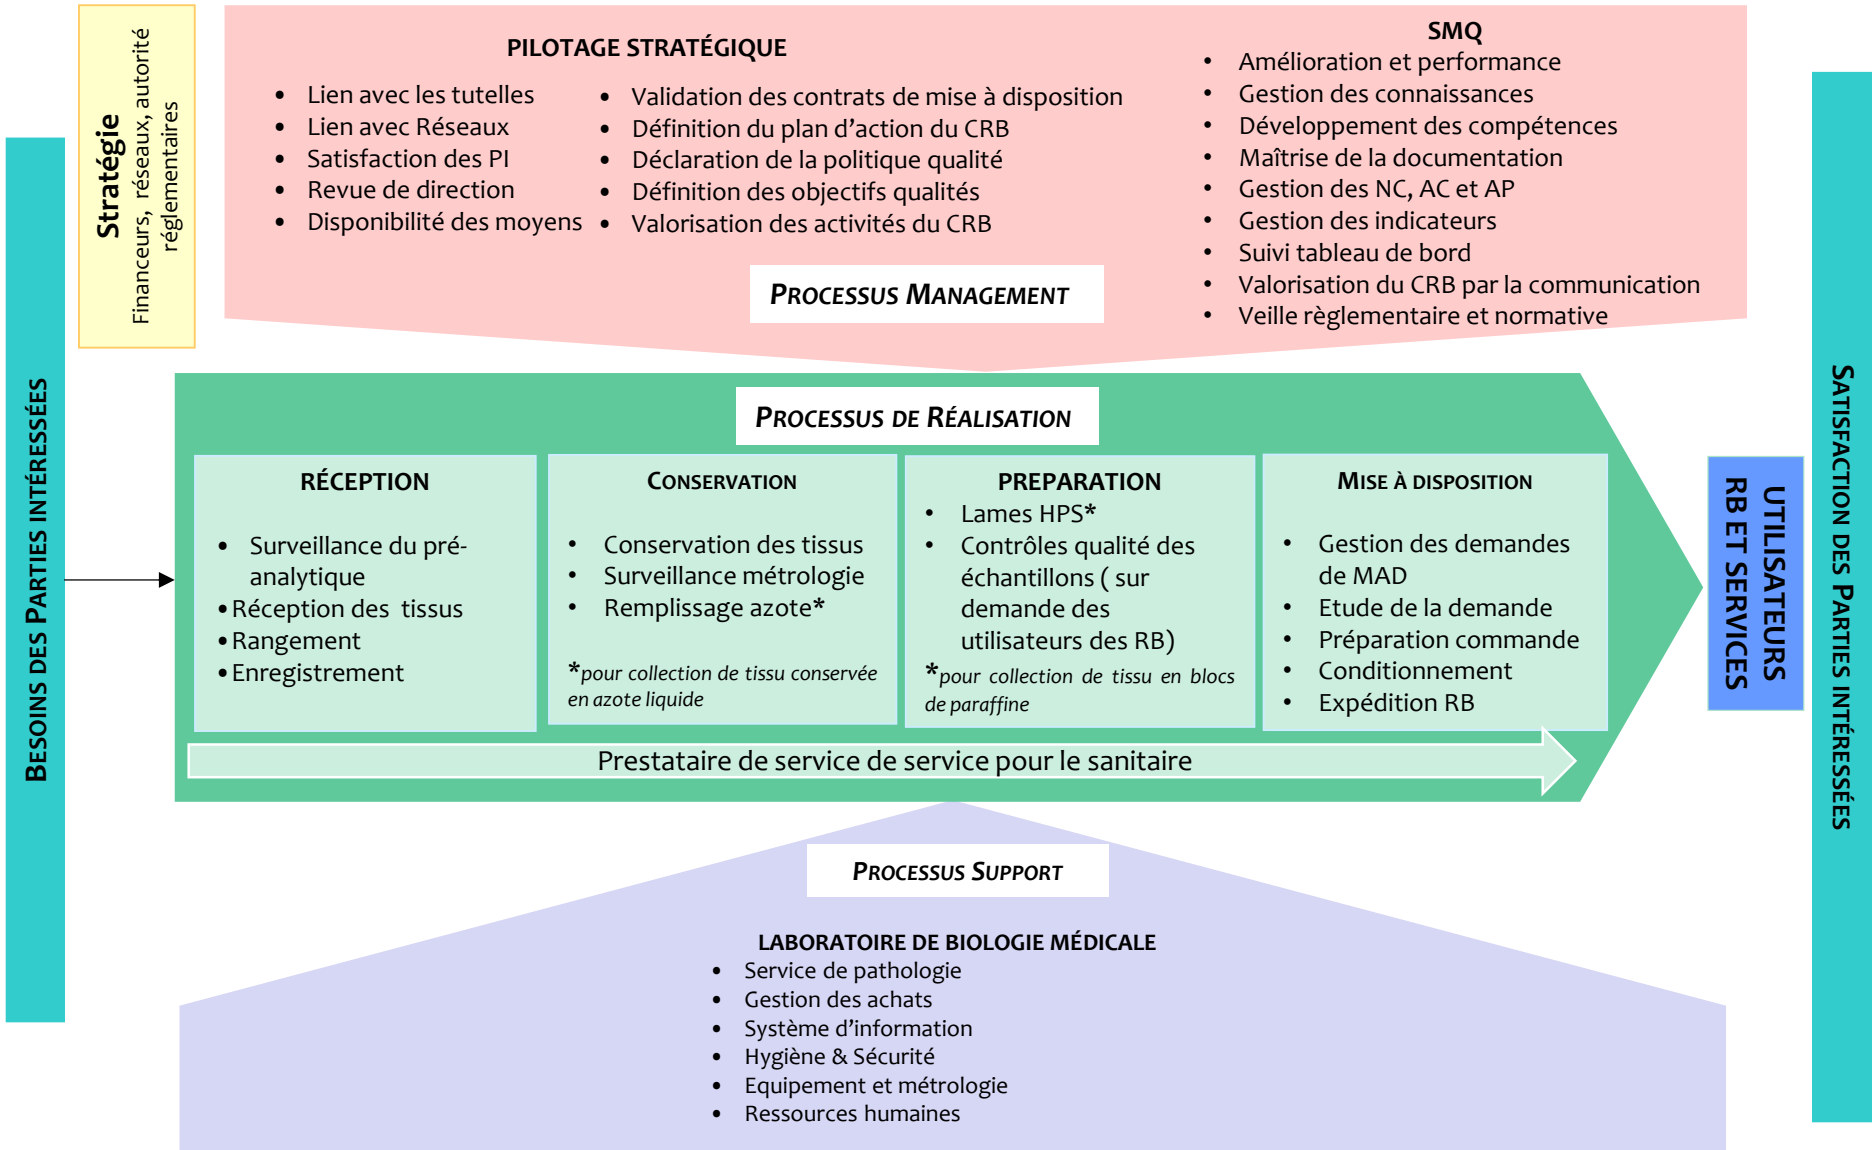 Stratégie
Financeurs, réseaux, autorité
réglementaires
BESOINS DES PARTIES INTÉRESSÉES
PILOTAGE STRATÉGIQUE
• Lien avec les tutelles
• Lien avec Réseaux
• Satisfaction des PI
• Revue de direction
• Disponibilité des moyens
• Validation des contrats de mise à disposition
• Définition du plan d'action du CRB
• Déclaration de la politique qualité
• Définition des objectifs qualités
• Valorisation des activités du CRB
SMQ
• Amélioration et performance
• Gestion des connaissances
• Développement des compétences
• Maîtrise de la documentation
• Gestion des NC, AC et AP
• Gestion des indicateurs
• Suivi tableau de bord
• Valorisation du CRB par la communication
• Veille règlementaire et normative
PROCESSUS MANAGEMENT
PROCESSUS DE RÉALISATION
RÉCEPTION
• Surveillance du pré-
analytique
• Réception des tissus
• Rangement
• Enregistrement
CONSERVATION
• Conservation des tissus
• Surveillance métrologie
• Remplissage azote*
*pour collection de tissu conservée
en azote liquide
PREPARATION
• Lames HPS*
• Contrôles qualité des
échantillons ( sur
demande des
utilisateurs des RB)
*pour collection de tissu en blocs
de paraffine
MISE À DISPOSITION
• Gestion des demandes
de MAD
• Etude de la demande
• Préparation commande
• Conditionnement
• Expédition RB
Prestataire de service de service pour le sanitaire
UTILISATEURS
RB ET SERVICES
SATISFACTION DES PARTIES INTÉRESSÉES
PROCESSUS SUPPORT
LABORATOIRE DE BIOLOGIE MÉDICALE
• Service de pathologie
• Gestion des achats
• Système d'information
• Hygiène & Sécurité
• Equipement et métrologie
• Ressources humaines